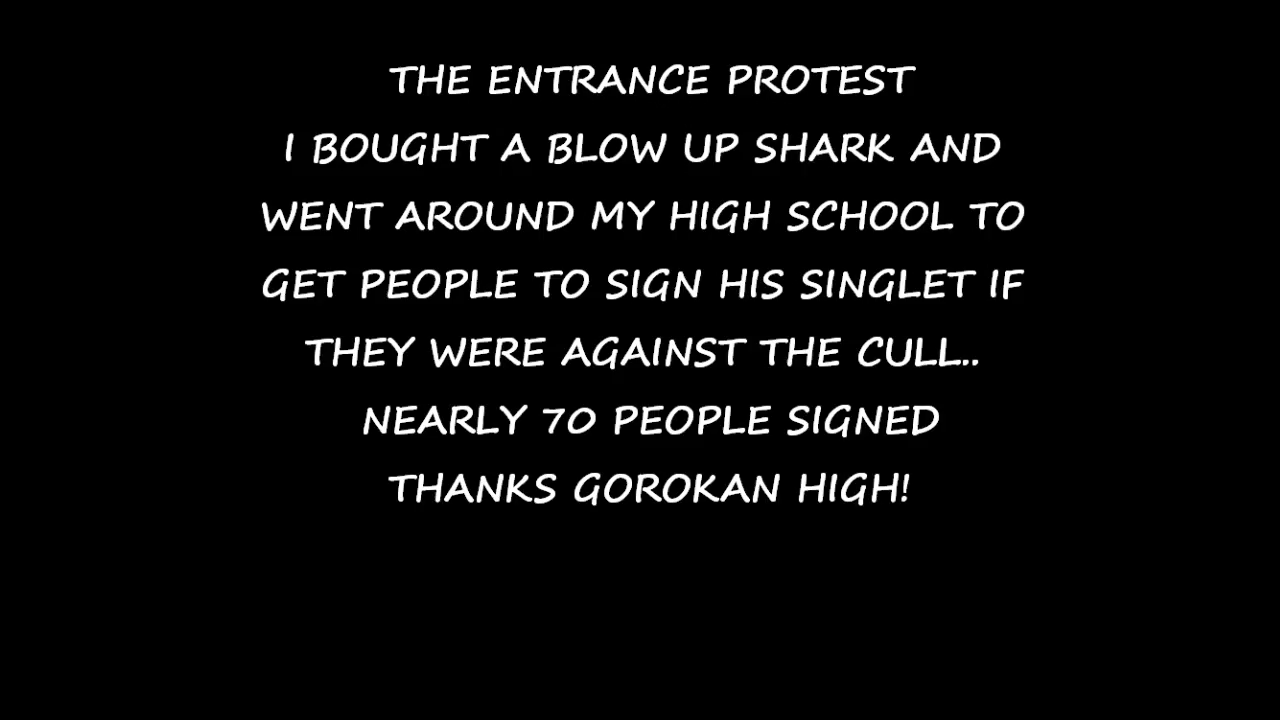 THE ENTRANCE PROTEST
I BOUGHT A BLOW UP SHARK AND
WENT AROUND MY HIGH SCHOOL TO
GET PEOPLE TO SIGN HIS SINGLET IF
THEY WERE AGAINST THE CULL..
NEARLY 70 PEOPLE SIGNED
THANKS GOROKAN HIGH!